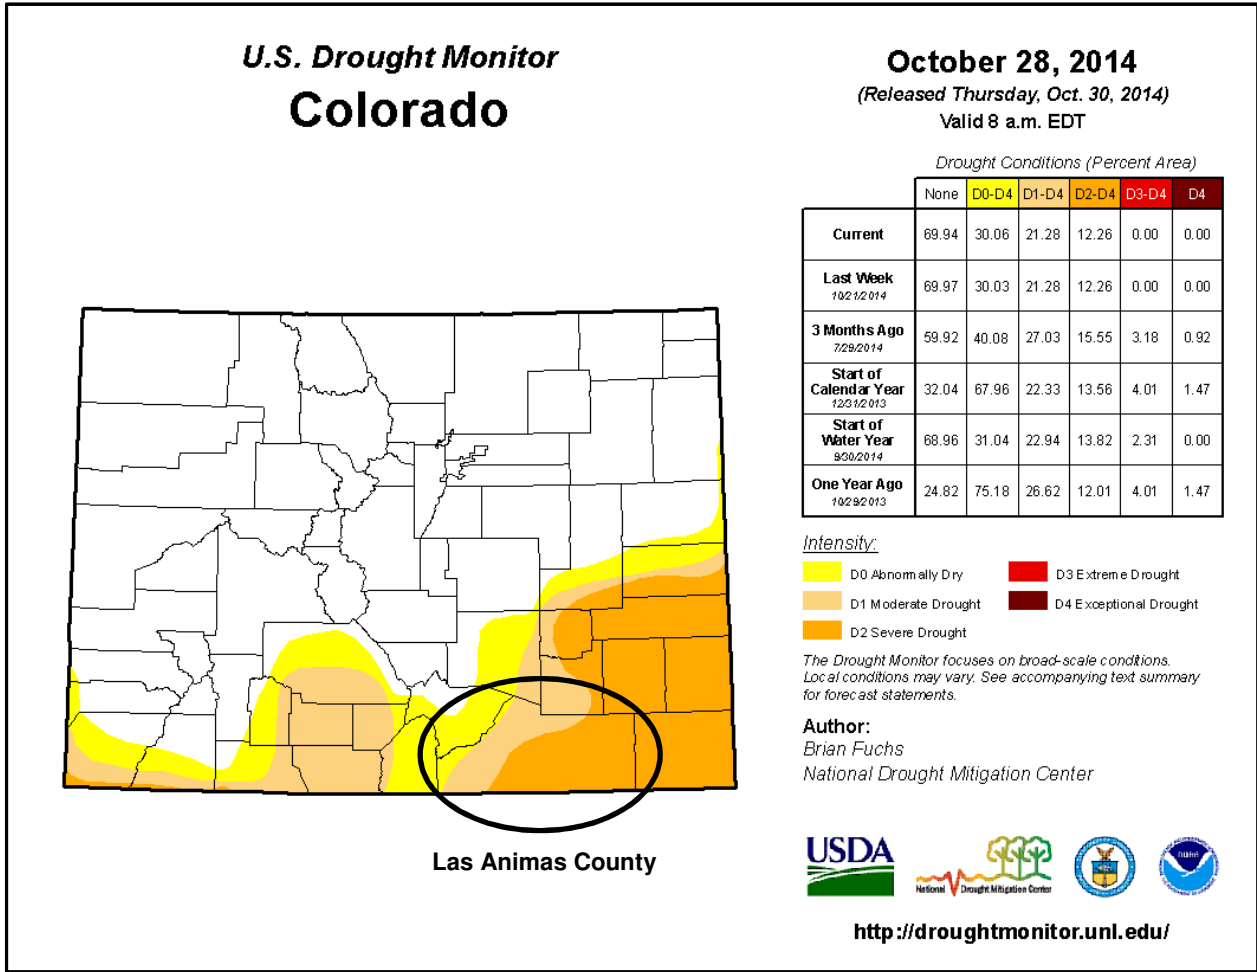 U.S. Drought Monitor
Colorado
October 28, 2014
(Released Thursday, Oct. 30, 2014)
Valid 8 a.m. EDT
Drought Conditions (Percent Area)
None D0-D4 D1-D4 D2-D4 D3-D4 D4
Current 69.94 30.06 21.28 12.26 0.00 0.00
Last Week
10/21/2014 69.97 30.03 21.28 12.26 0.00 0.00
3 Months Ago
7/29/2014 59.92 40.08 27.03 15.55 3.18 0.92
Start of
Calendar Year
12/31/2013 32.04 67.96 22.33 13.56 4.01 1.47
Start of
Water Year
9/30/2014 68.96 31.04 22.94 13.82 2.31 0.00
One Year Ago
10/29/2013 24.82 75.18 26.62 12.01 4.01 1.47
Intensity:
D0 Abnormally Dry
D3 Extreme Drought
D1 Moderate Drought
D4 Exceptional Drought
D2 Severe Drought
The Drought Monitor focuses on broad-scale conditions.
Local conditions may vary. See accompanying text summary
for forecast statements.
Author:
Brian Fuchs
National Drought Mitigation Center
Las Animas County
USDA
National Drought Mitigation Center
NOAA
http://droughtmonitor.unl.edu/